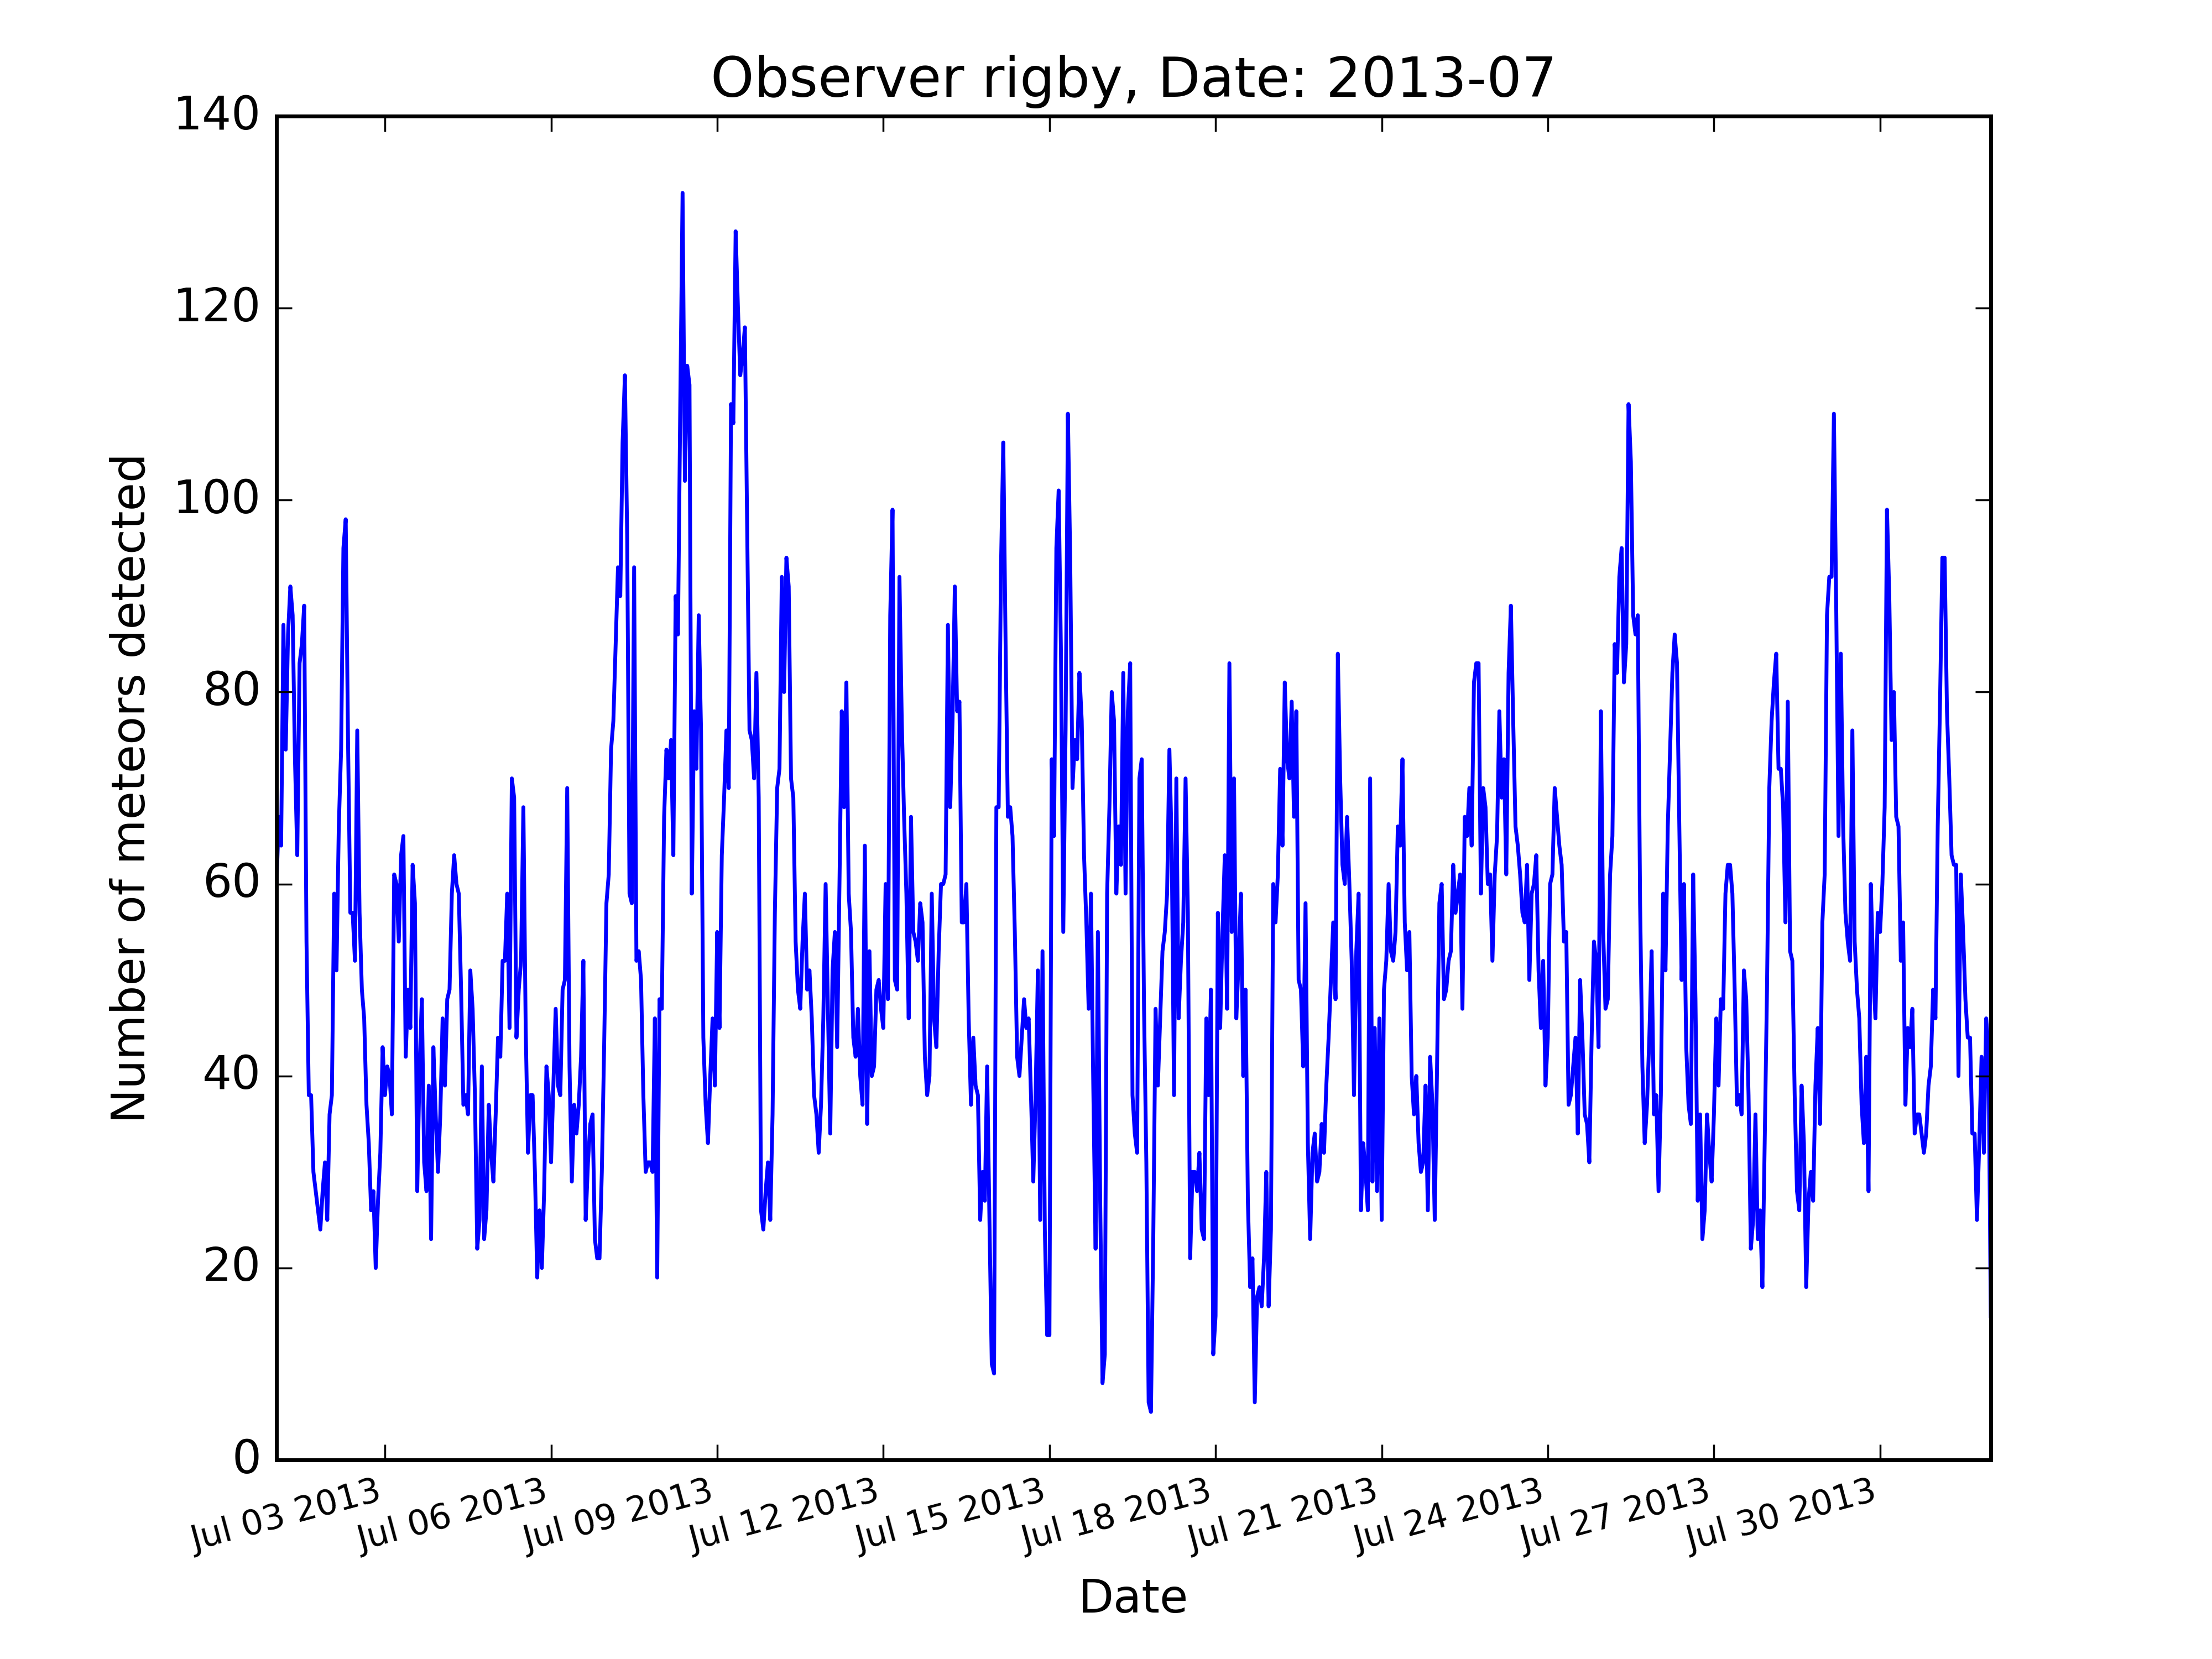 Observer rigby, Date: 2013-07
140
120
100
80
60
40
20
0
Number of meteors detected
Jul 03 2013
Jul 06 2013
Jul 09 2013
Jul 12 2013
Jul 15 2013
Jul 18 2013
Jul 21 2013
Jul 24 2013
Jul 27 2013
Jul 30 2013
Date